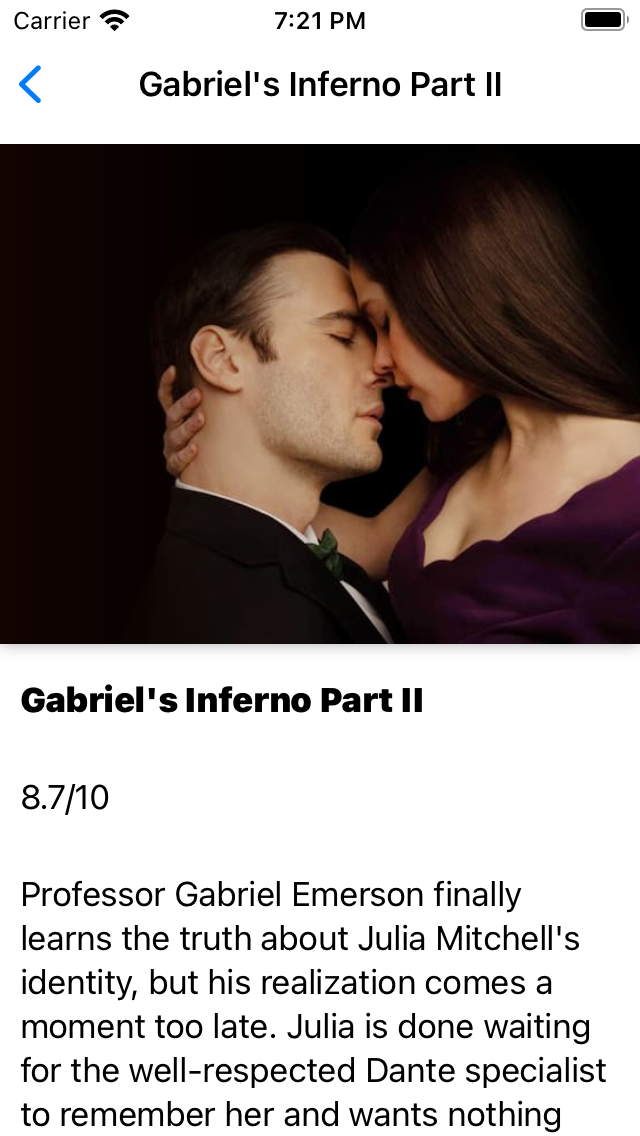 Carrier 7:21 PM
Gabriel's Inferno Part II
Gabriel's Inferno Part II
8.7/10
Professor Gabriel Emerson finally
learns the truth about Julia Mitchell's
identity, but his realization comes a
moment too late. Julia is done waiting
for the well-respected Dante specialist
to remember her and wants nothing